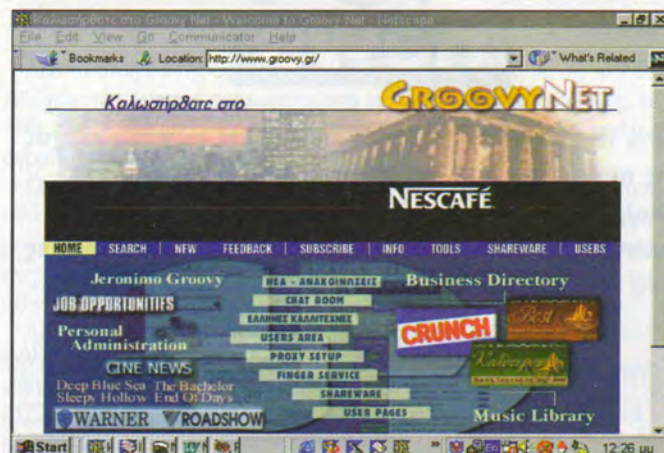 Καλωσήρθατε στο Groovy Net - Welcome to Groovy Net - Netscape
File Edit View Go Communicator Help
Bookmarks Location: http://www.groovy.gr/ What's Related
Καλωσήρθατε στο GROOVYNET
NESCAFÉ
HOME SEARCH NEW FEEDBACK SUBSCRIBE INFO TOOLS SHAREWARE USERS
Jeronimo Groovy
JOB OPPORTUNITIES
Personal
Administration
CINE NEWS
Deep Blue Sea The Bachelor
Sleepy Hollow End Of Days
WARNER ROADSHOW
ΝΕΑ - ΑΝΑΚΟΙΝΩΣΕΙΣ
CHAT ROOM
ΕΛΛΗΝΕΣ ΚΑΛΛΙΤΕΧΝΕΣ
USERS AREA
PROXY SETUP
FINGER SERVICE
SHAREWARE
USER PAGES
Business Directory
CRUNCH
Best
Music Library
Start En 12:26 μμ